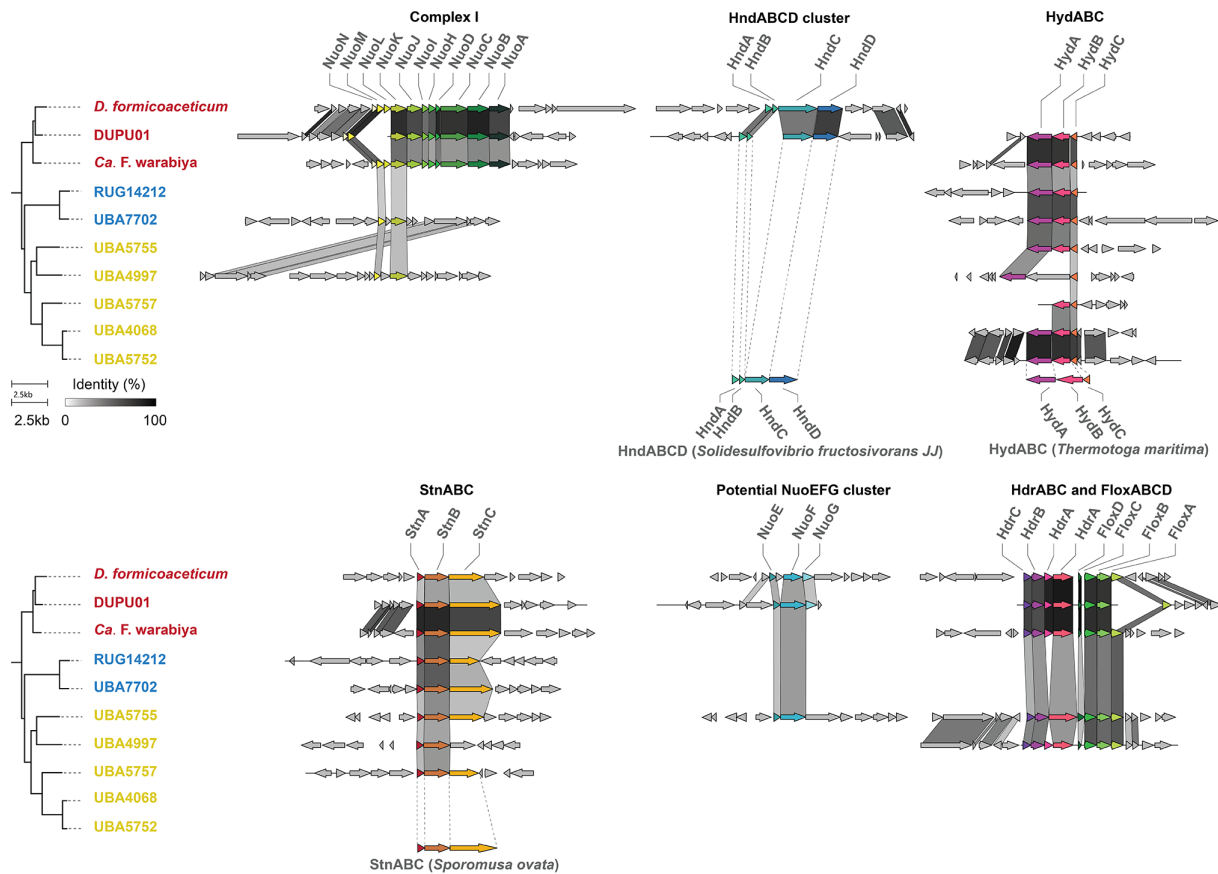 Complex I
NuoN
NuoM
NuoL
NuoK
NuoJ
NuoI
NuoH
NuoD
NuoC
NuoB
NuoA
HndABCD cluster
HndA
HndB
HndC
HndD
HydABC
HydA
HydB
HydC
D. formicoaceticum
DUPU01
Ca. F. warabiya
RUG14212
UBA7702
UBA5755
UBA4997
UBA5757
UBA4068
UBA5752
2.5kb
2.5kb
Identity (%)
0 100
HndA
HndB
HndC
HndD
HndABCD (Solidesulfovibrio fructosivorans JJ)
HydA
HydB
HydC
HydABC (Thermotoga maritima)
StnABC
StnA
StnB
StnC
Potential NuoEFG cluster
NuoE
NuoF
NuoG
HdrABC and FloxABCD
HdrC
HdrB
HdrA
HdrA
FloxD
FloxC
FloxB
FloxA
D. formicoaceticum
DUPU01
Ca. F. warabiya
RUG14212
UBA7702
UBA5755
UBA4997
UBA5757
UBA4068
UBA5752
StnABC (Sporomusa ovata)